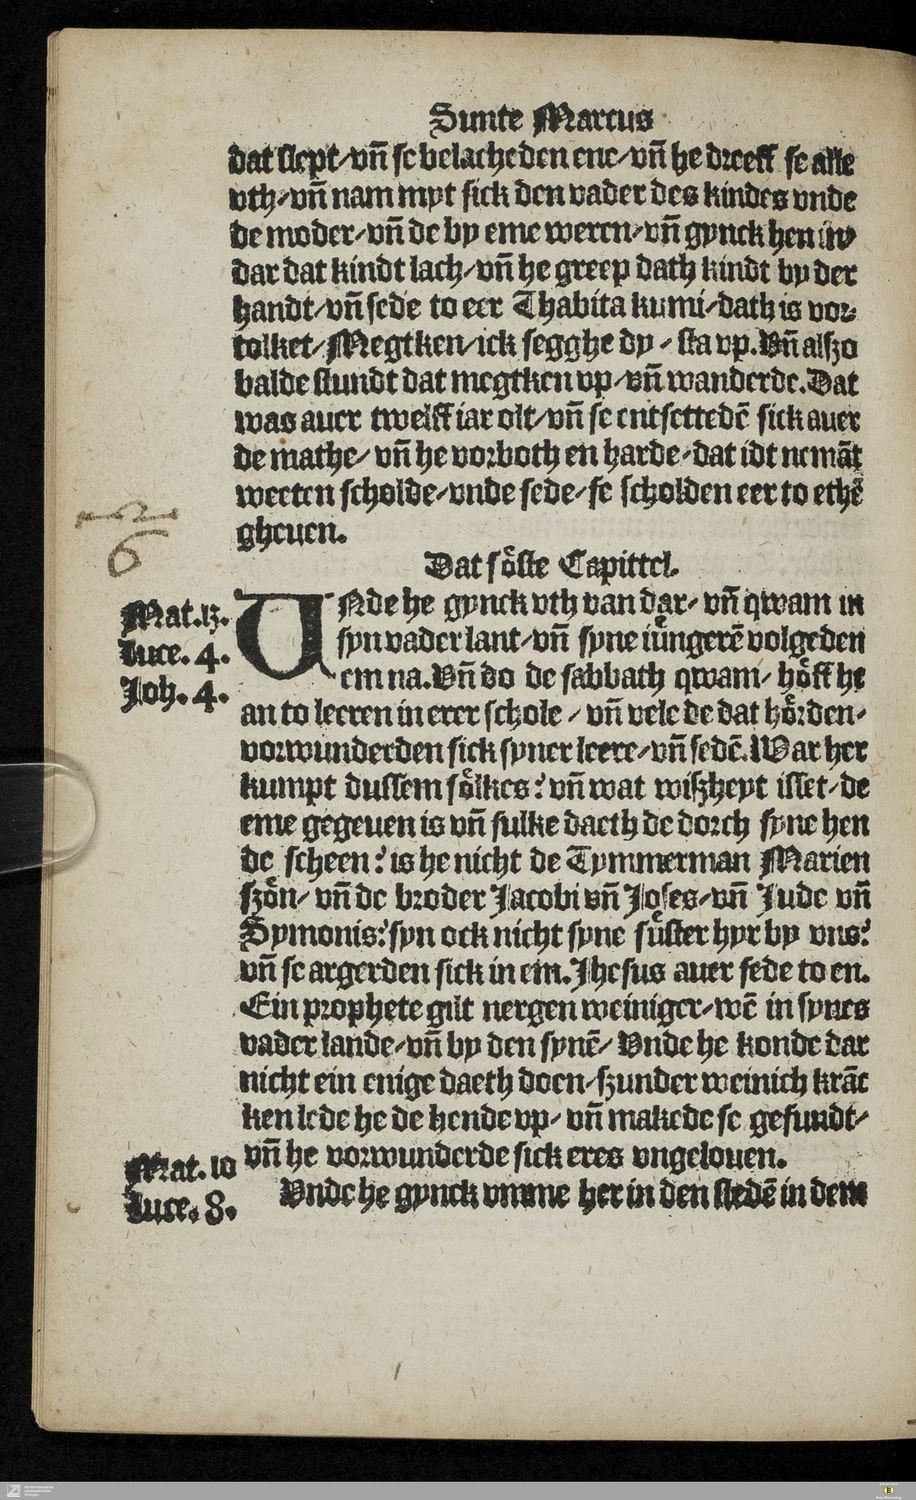 Sunte Marcus
dat slept/vñ se belacheden ene/vñ he dreeff se alle
vth/vñ nam myt sick den vader des kindes vnde
de moder/vñ de by eme weren/vñ gynck hen in/
dar dat kindt lach/vñ he greep dath kindt by der
handt/vñ sede to eer Thabita kumi/dath is vor⸗
tolket/Megtken/ick segghe dy/sta vp.Vñ alszo
balde stundt dat megtken vp/vñ wanderde.Dat
was auer twelff iar olt/vñ se entsettedē sick auer
de mathe/vñ he vorboth en harde/dat idt nemāt
weeten scholde/vnde sede/se scholden eer to ethē
gheuen.
6
Dat söste Capittel.
Mat.13.
Luce.4.
Joh.4.
VNde he gynck vth van dar/vñ qwam in
syn vader lant/vñ syne iüngerē volgeden
em na.Vñ do de sabbath qwam/höff he
an to leeren in erer schole/vñ vele de dat hörden/
vorwunderden sick syner leere/vñ sedē.War her
kumpt dussem sölkes? vñ wat wiszheyt isset/de
eme gegeuen is vñ sulke daeth de dorch syne hen
de scheen? is he nicht de Tymmerman Marien
szön/vñ de broder Jacobi vñ Joses/vñ Jude vñ
Symonis? syn ock nicht syne süster hyr by vns?
vñ se argerden sick in em.Jhesus auer sede to en.
Ein prophete gilt nergen weiniger/wē in synes
vader lande/vñ by den synē/Vnde he konde dar
nicht ein enige daeth doen/szunder weinich krāc
ken lede he de hende vp/vñ makede se gesundt/
vñ he vorwunderde sick eres vngelouen.
Mat.10
Luce.8.
Vnde he gynck vmme her in den stedē in dem
Württembergische
Landesbibliothek
Stuttgart